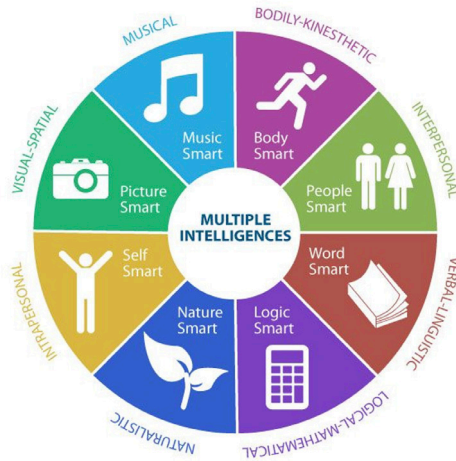 MUSICAL
BODILY-KINESTHETIC
VISUAL-SPATIAL
INTERPERSONAL
Music
Smart
Body
Smart
Picture
Smart
People
Smart
MULTIPLE
INTELLIGENCES
Self
Smart
Word
Smart
Nature
Smart
Logic
Smart
INTRAPERSONAL
VERBAL-LINGUISTIC
NATURALISTIC
LOGICAL-MATHEMATICAL